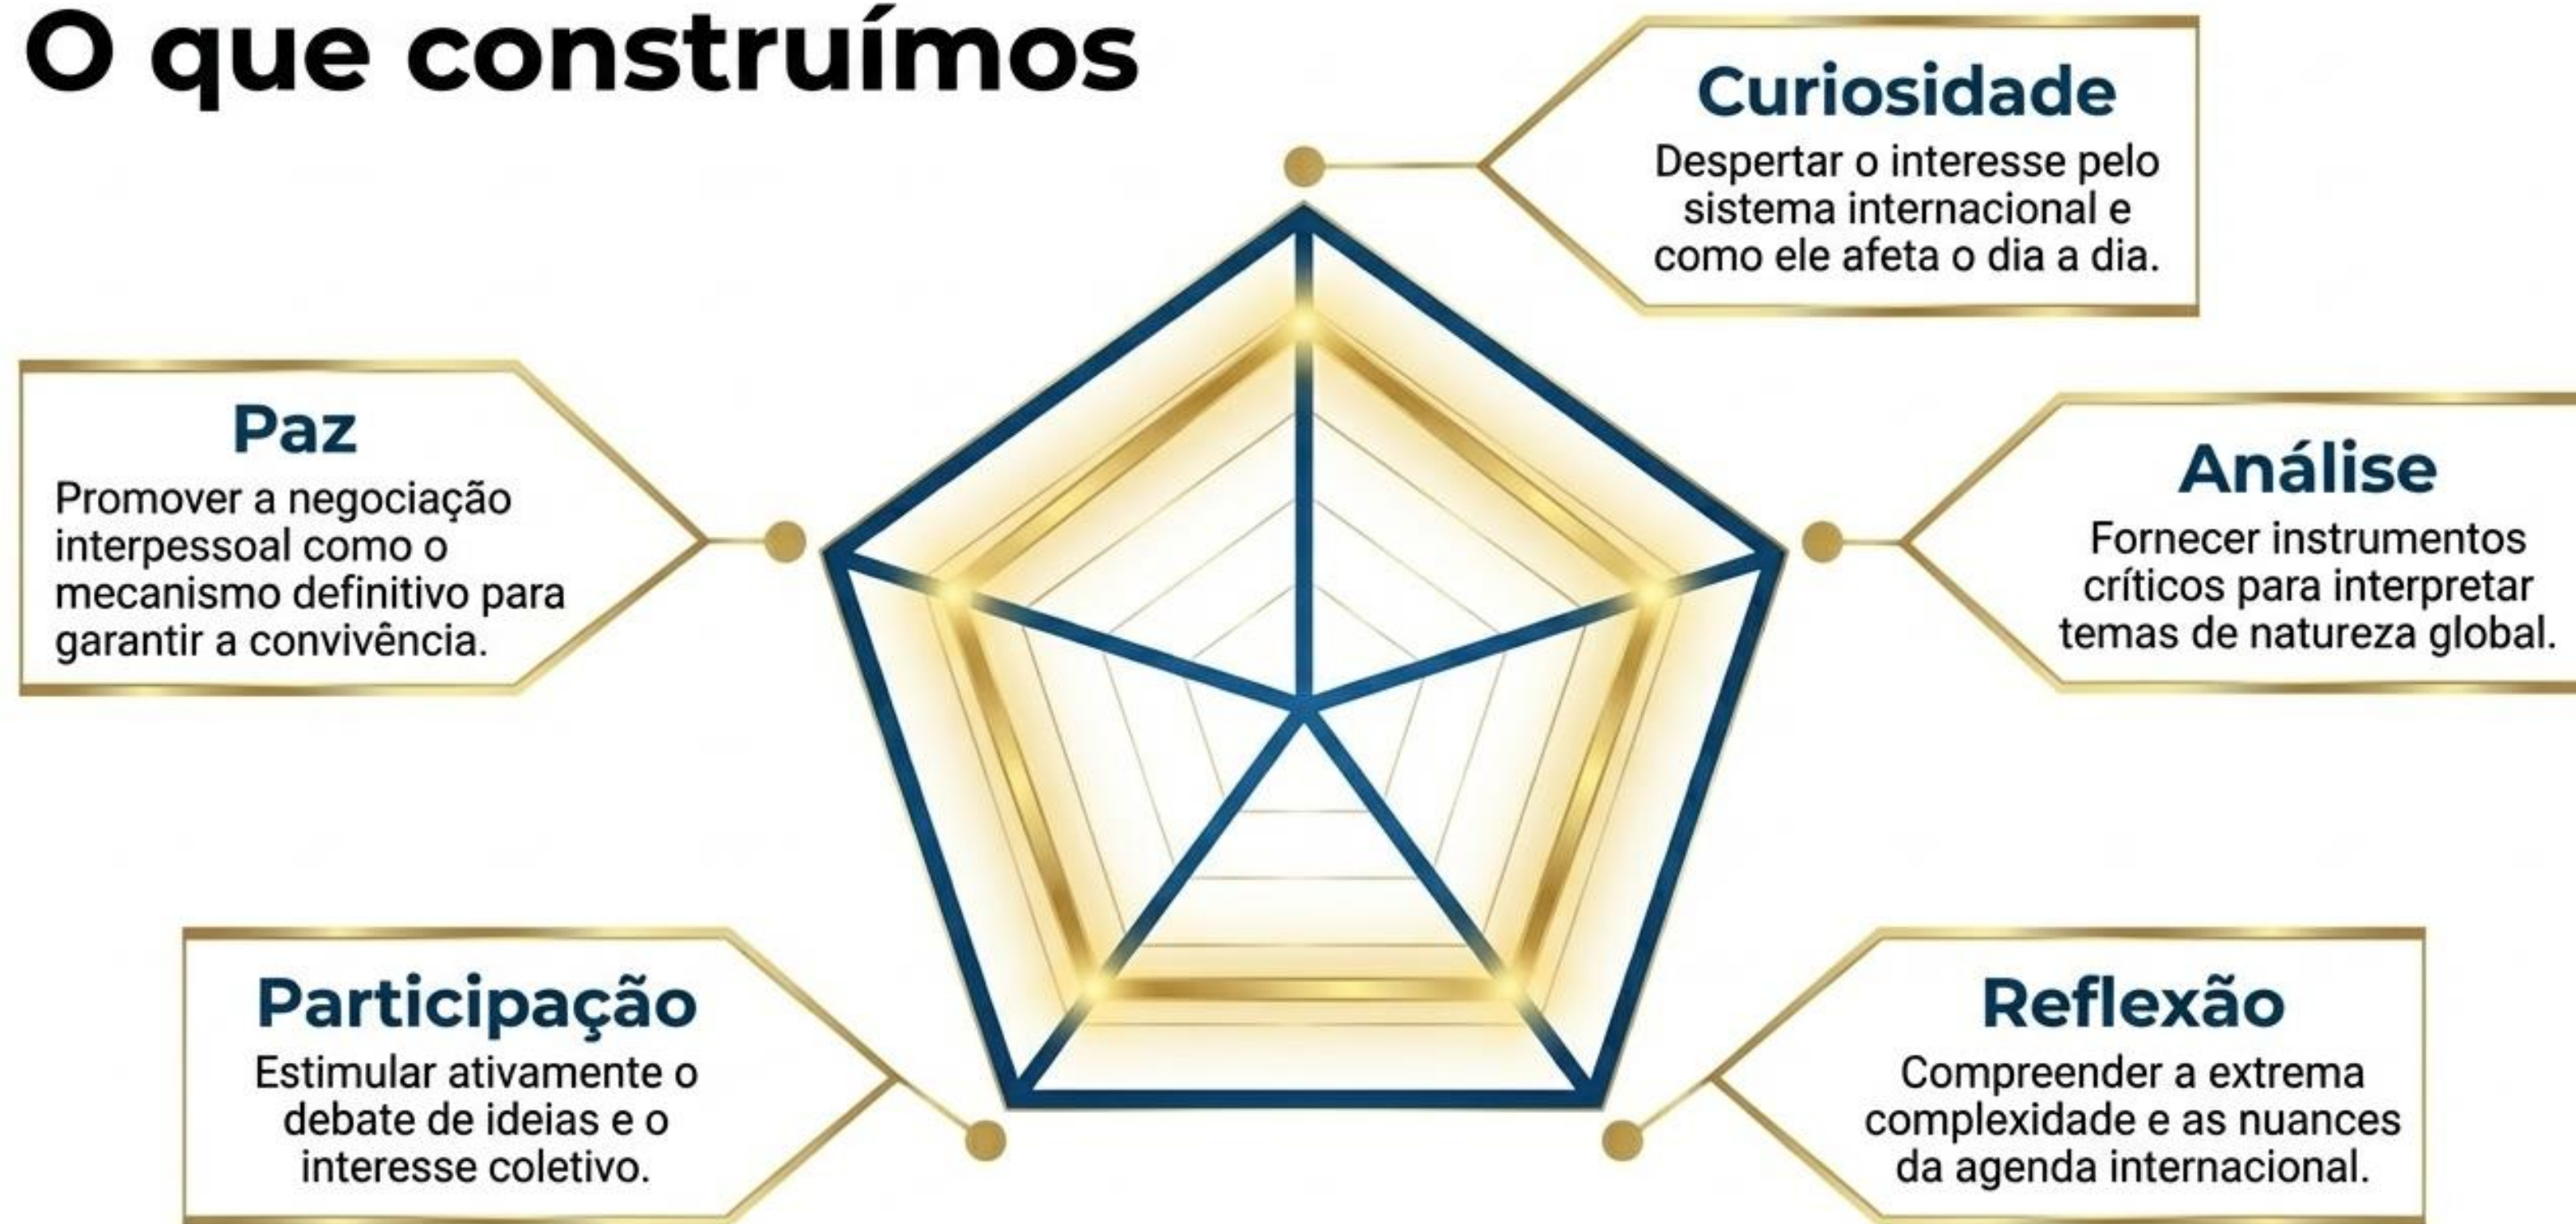 O que construímos
Curiosidade
Despertar o interesse pelo
sistema internacional e
como ele afeta o dia a dia.
Paz
Promover a negociação
interpessoal como o
mecanismo definitivo para
garantir a convivência.
Análise
Fornecer instrumentos
críticos para interpretar
temas de natureza global.
Participação
Estimular ativamente o
debate de ideias e o
interesse coletivo.
Reflexão
Compreender a extrema
complexidade e as nuances
da agenda internacional.